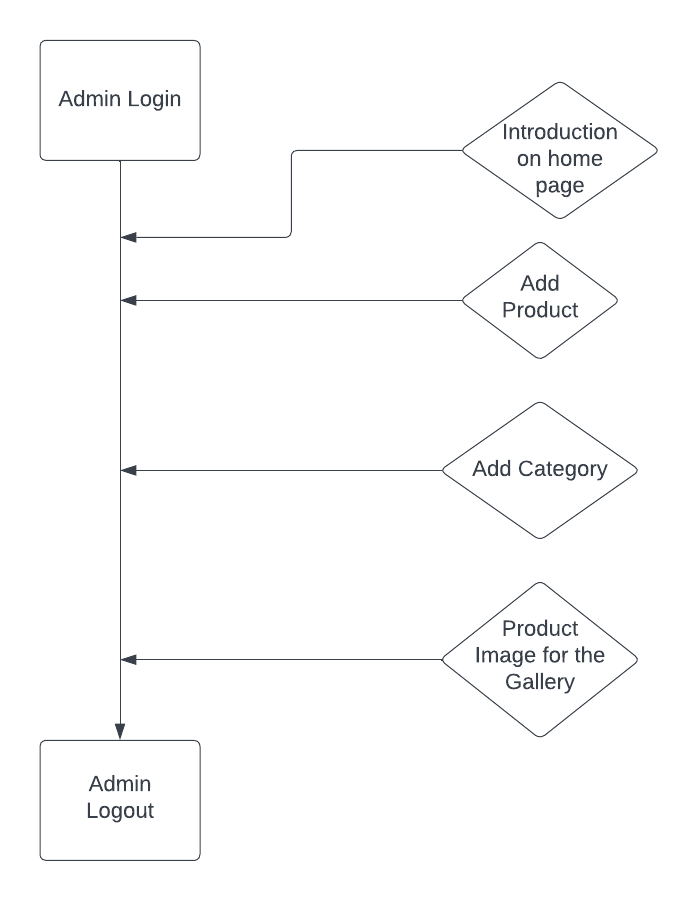 Admin Login
Introduction
on home
page
Add
Product
Add Category
Product
Image for the
Gallery
Admin
Logout